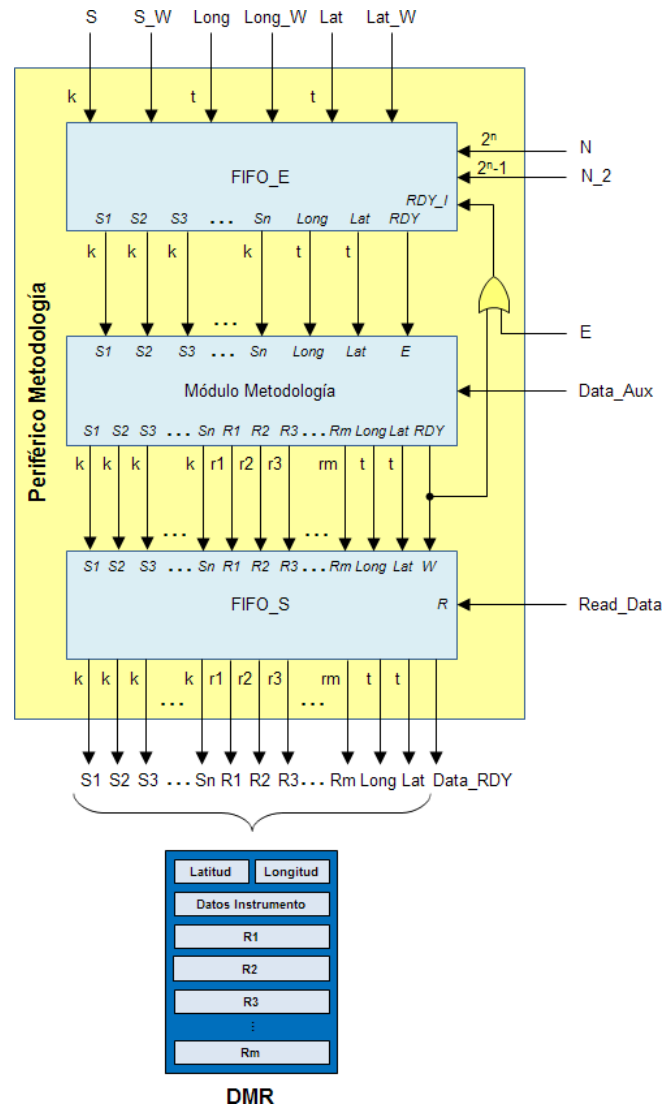 S S_W Long Long_W Lat Lat_W
k t t
2ⁿ N
FIFO_E 2ⁿ-1 N_2
RDY_I
S1 S2 S3 ... Sn Long Lat RDY
k k k k t t
...
E
S1 S2 S3 ... Sn Long Lat E
Módulo Metodología Data_Aux
S1 S2 S3 ... Sn R1 R2 R3 ... Rm Long Lat RDY
k k k k r1 r2 r3 rm t t
... ...
S1 S2 S3 ... Sn R1 R2 R3 ... Rm Long Lat W
FIFO_S R Read_Data
k k k k r1 r2 r3 rm t t
... ...
Periférico Metodología
S1 S2 S3 ... Sn R1 R2 R3 ... Rm Long Lat Data_RDY
Latitud Longitud
Datos Instrumento
R1
R2
R3
⋮
Rm
DMR